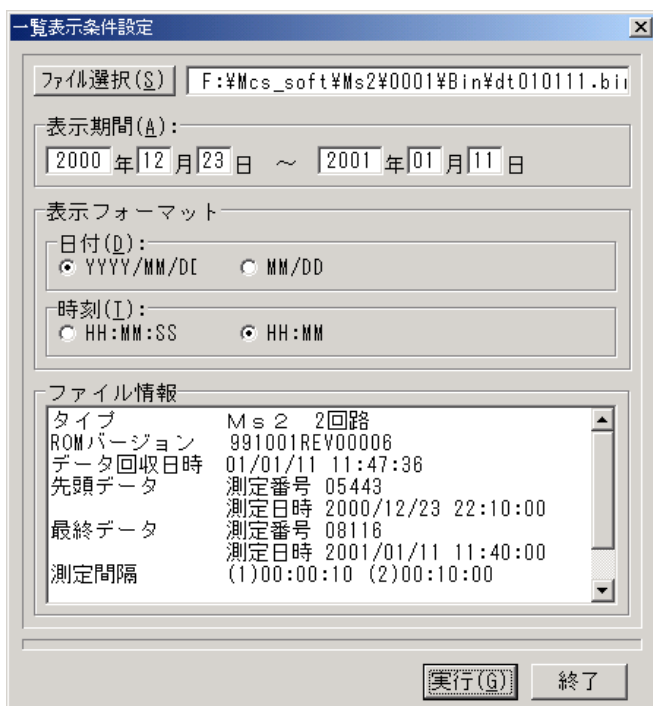 一覧表示条件設定
ファイル選択(S) F:¥Mcs_soft¥Ms2¥0001¥Bin¥dt010111.bin
表示期間(A):
2000 年 12 月 23 日 ～ 2001 年 01 月 11 日
表示フォーマット
日付(D):
YYYY/MM/DD MM/DD
時刻(T):
HH:MM:SS HH:MM
ファイル情報
タイプ Ms2 2回路
ROMバージョン 991001REV00006
データ回収日時 01/01/11 11:47:36
先頭データ 測定番号 05443
測定日時 2000/12/23 22:10:00
最終データ 測定番号 08116
測定日時 2001/01/11 11:40:00
測定間隔 (1)00:00:10 (2)00:10:00
実行(G) 終了